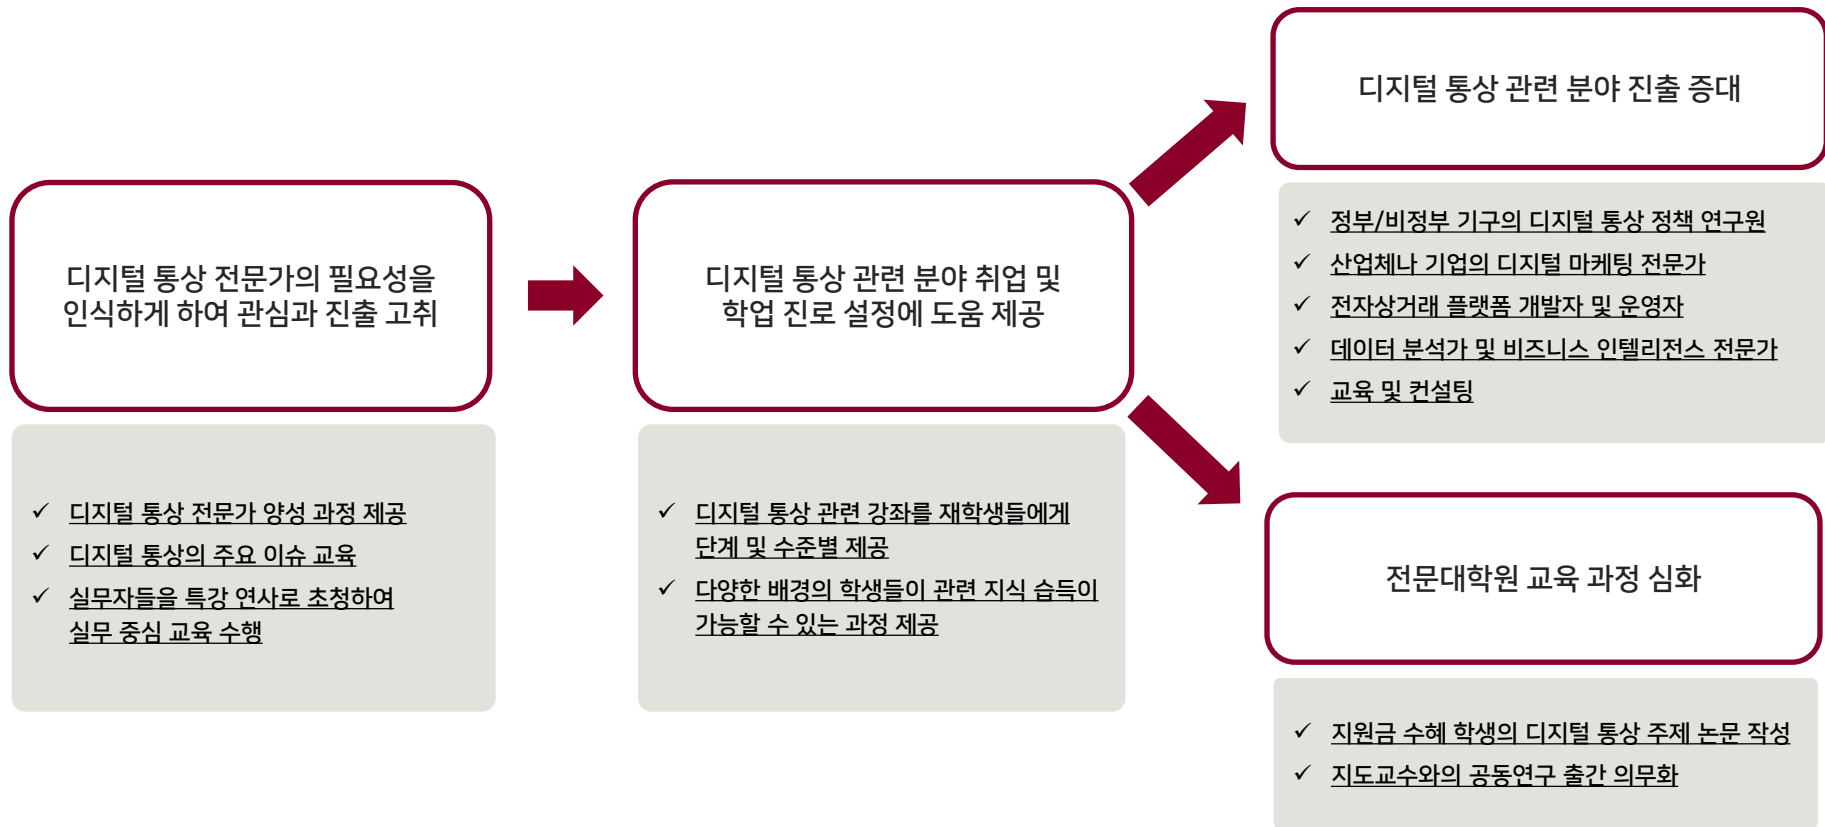 디지털 통상 전문가의 필요성을
인식하게 하여 관심과 진출 고취
✓ 디지털 통상 전문가 양성 과정 제공
✓ 디지털 통상의 주요 이슈 교육
✓ 실무자들을 특강 연사로 초청하여
실무 중심 교육 수행
디지털 통상 관련 분야 취업 및
학업 진로 설정에 도움 제공
✓ 디지털 통상 관련 강좌를 재학생들에게
단계 및 수준별 제공
✓ 다양한 배경의 학생들이 관련 지식 습득이
가능할 수 있는 과정 제공
디지털 통상 관련 분야 진출 증대
✓ 정부/비정부 기구의 디지털 통상 정책 연구원
✓ 산업체나 기업의 디지털 마케팅 전문가
✓ 전자상거래 플랫폼 개발자 및 운영자
✓ 데이터 분석가 및 비즈니스 인텔리전스 전문가
✓ 교육 및 컨설팅
전문대학원 교육 과정 심화
✓ 지원금 수혜 학생의 디지털 통상 주제 논문 작성
✓ 지도교수와의 공동연구 출간 의무화